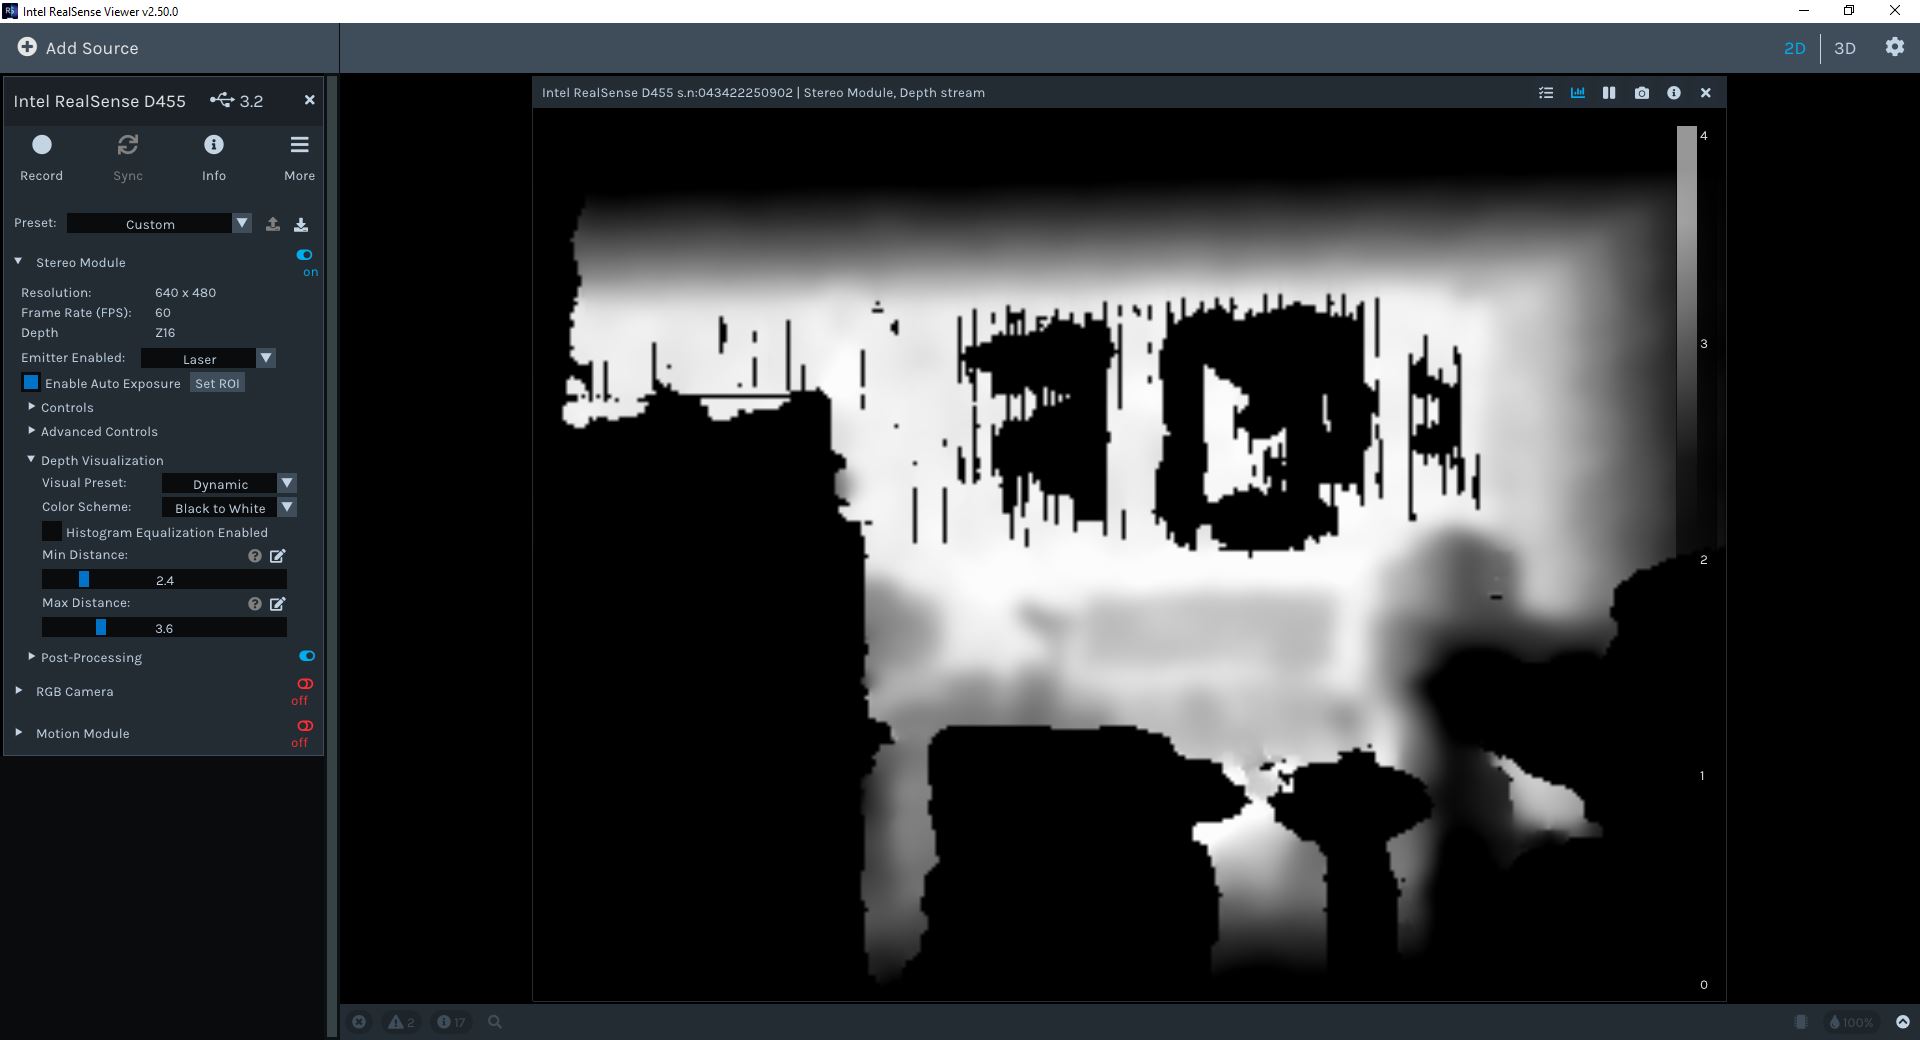 Intel RealSense Viewer v2.50.0
Add Source
2D
3D
Intel RealSense D455
3.2
Intel RealSense D455 s.n:043422250902 | Stereo Module, Depth stream
Record
Sync
Info
More
Preset:
Custom
Stereo Module
on
Resolution:
640 x 480
Frame Rate (FPS):
60
Depth
Z16
Emitter Enabled:
Laser
Enable Auto Exposure
Set ROI
Controls
Advanced Controls
Depth Visualization
Visual Preset:
Dynamic
Color Scheme:
Black to White
Histogram Equalization Enabled
Min Distance:
2.4
Max Distance:
3.6
Post-Processing
RGB Camera
off
Motion Module
off
4
3
2
1
0
2
17
100%